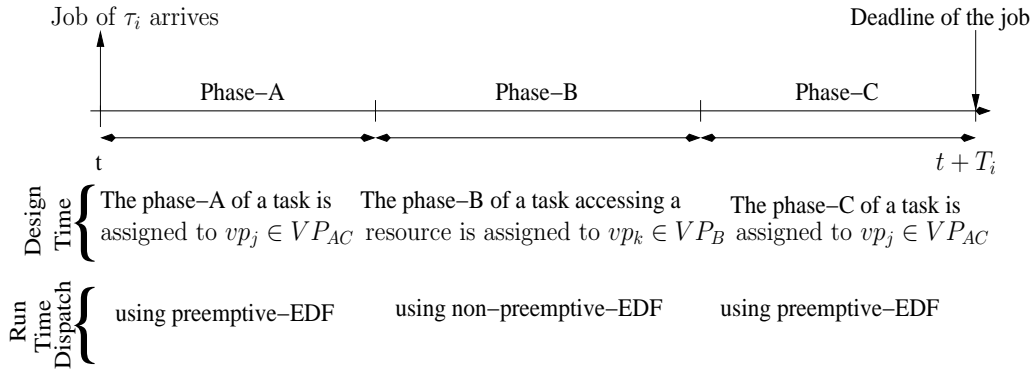 Job of τ_i arrives
Deadline of the job
Phase–A
Phase–B
Phase–C
t
t + T_i
Design
Time
The phase–A of a task is
assigned to vp_j ∈ VP_AC
The phase–B of a task accessing a
resource is assigned to vp_k ∈ VP_B
The phase–C of a task is
assigned to vp_j ∈ VP_AC
Run
Time
Dispatch
using preemptive–EDF
using non–preemptive–EDF
using preemptive–EDF